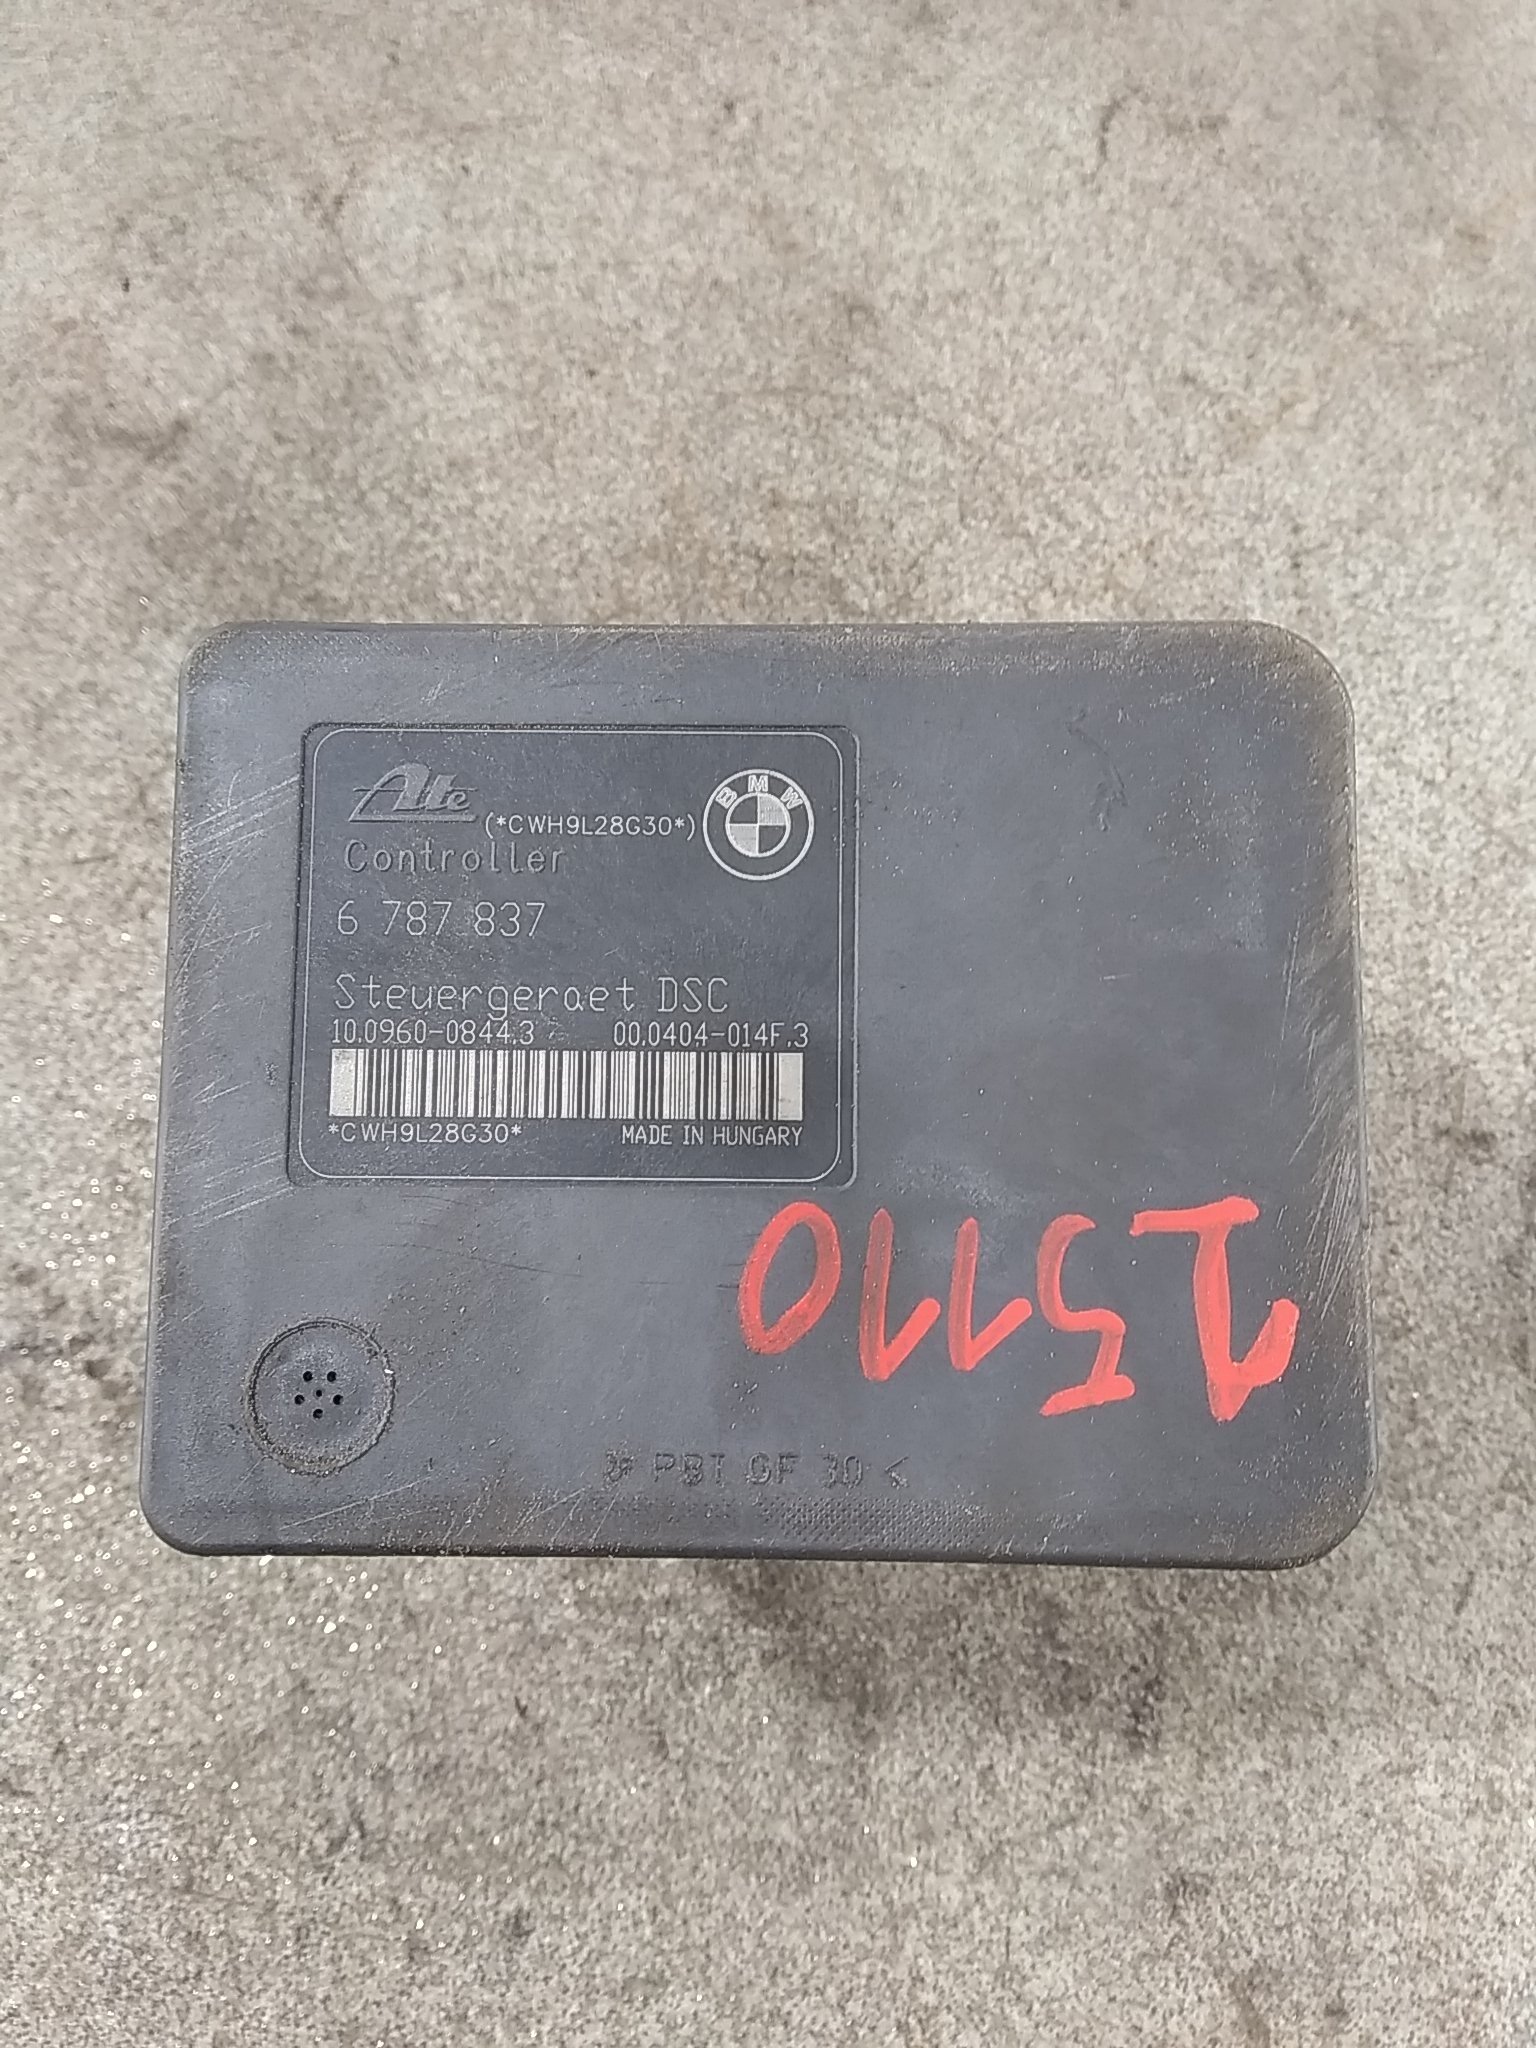 Ate
(*CWH9L28G30*)
BMW
Controller
6 787 837
Steuergeraet DSC
10.0960-0844.3 00.0404-014F.3
*CWH9L28G30* MADE IN HUNGARY
15110
PBT GF 30 <